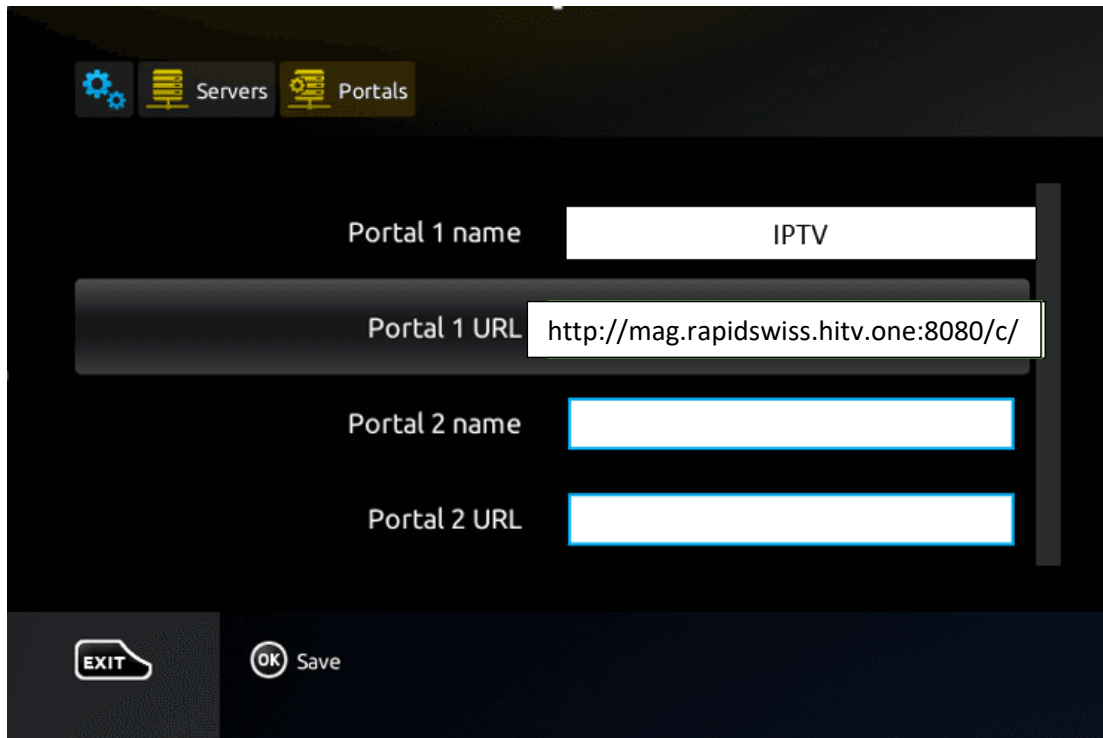 Servers Portals
Portal 1 name IPTV
Portal 1 URL http://mag.rapidswiss.hitv.one:8080/c/
Portal 2 name
Portal 2 URL
EXIT OK Save